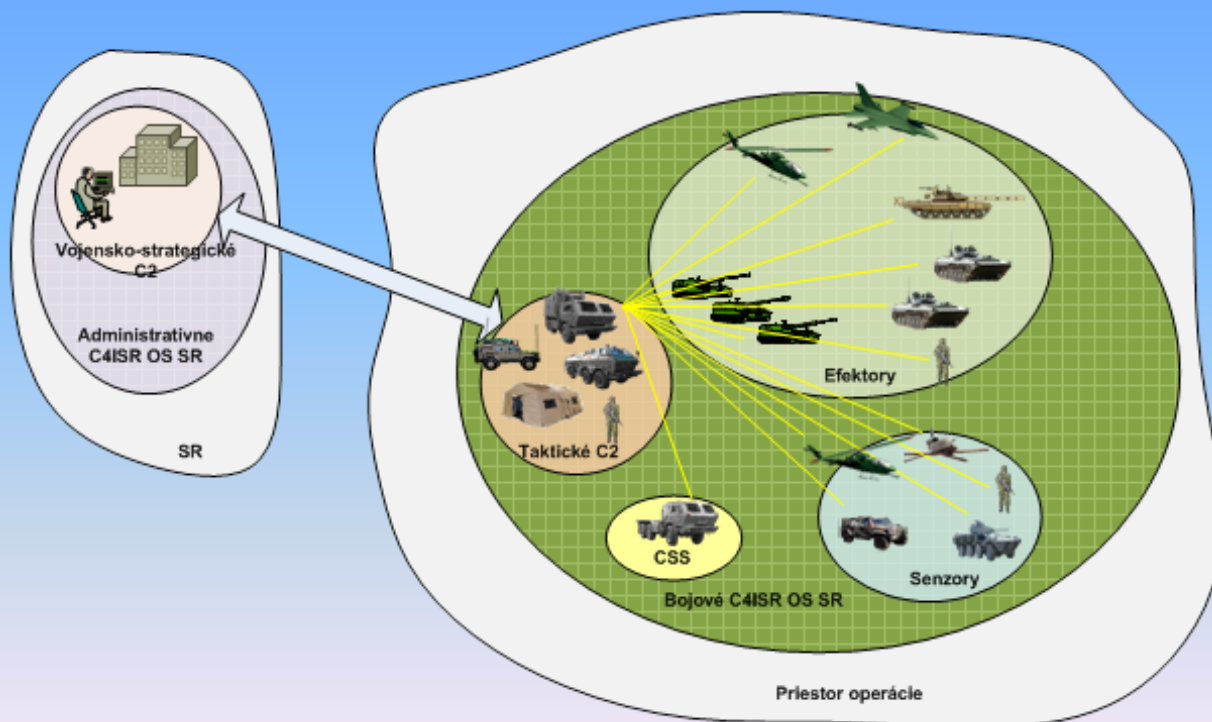 Vojensko-strategické
C2
Administratívne
C4ISR OS SR
SR
Efektory
Taktické C2
CSS
Senzory
Bojové C4ISR OS SR
Priestor operácie